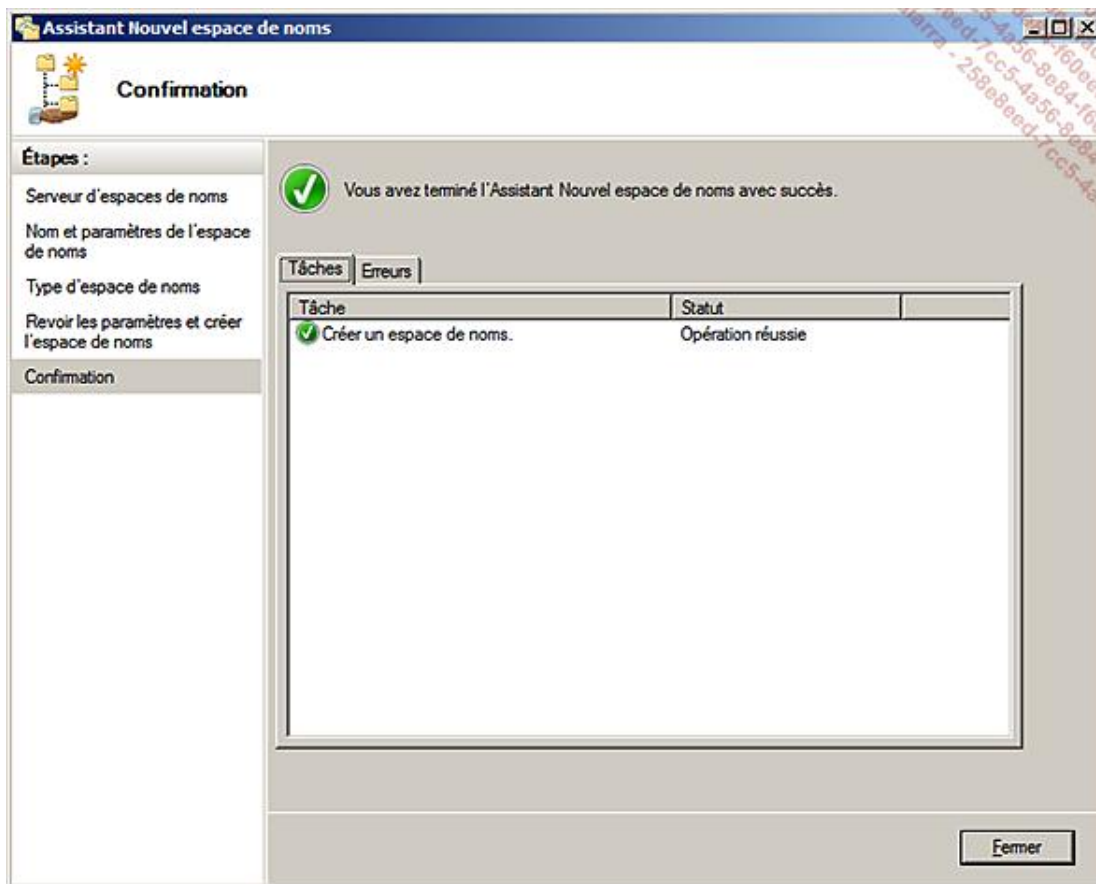 Assistant Nouvel espace de noms
Confirmation
Étapes :
Serveur d'espaces de noms
Nom et paramètres de l'espace
de noms
Type d'espace de noms
Revoir les paramètres et créer
l'espace de noms
Confirmation
Vous avez terminé l'Assistant Nouvel espace de noms avec succès.
Tâches
Erreurs
Tâche
Statut
Créer un espace de noms.
Opération réussie
Fermer